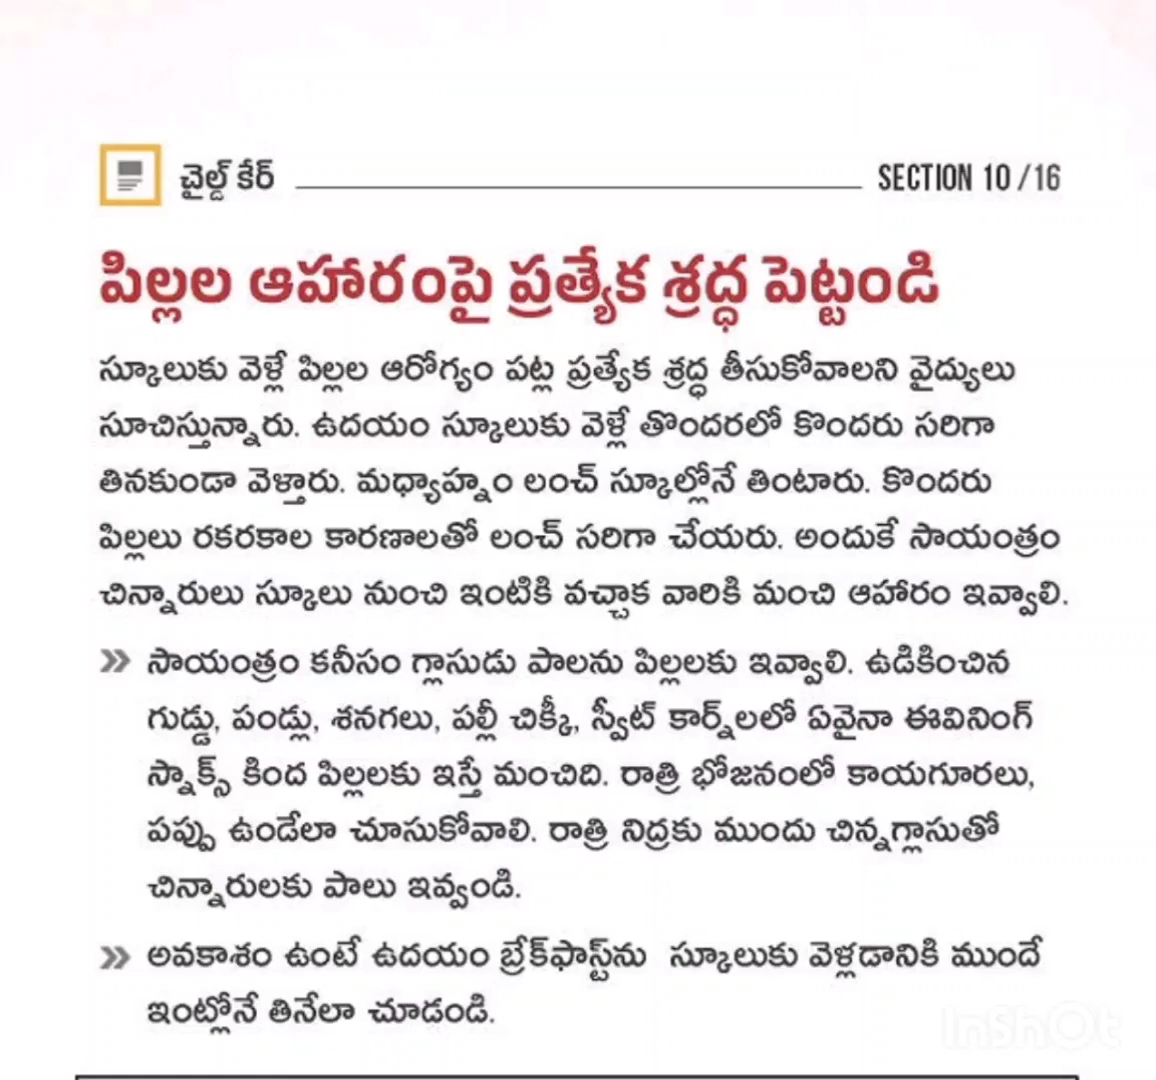 చైల్డ్ కేర్
SECTION 10 /16
పిల్లల ఆహారంపై ప్రత్యేక శ్రద్ధ పెట్టండి
స్కూలుకు వెళ్లే పిల్లల ఆరోగ్యం పట్ల ప్రత్యేక శ్రద్ధ తీసుకోవాలని వైద్యులు
సూచిస్తున్నారు. ఉదయం స్కూలుకు వెళ్లే తొందరలో కొందరు సరిగా
తినకుండా వెళ్తారు. మధ్యాహ్నం లంచ్ స్కూల్లోనే తింటారు. కొందరు
పిల్లలు రకరకాల కారణాలతో లంచ్ సరిగా చేయరు. అందుకే సాయంత్రం
చిన్నారులు స్కూలు నుంచి ఇంటికి వచ్చాక వారికి మంచి ఆహారం ఇవ్వాలి.
» సాయంత్రం కనీసం గ్లాసుడు పాలను పిల్లలకు ఇవ్వాలి. ఉడికించిన
గుడ్డు, పండ్లు, శనగలు, పల్లీ చిక్కీ, స్వీట్ కార్న్‌లలో ఏవైనా ఈవినింగ్
స్నాక్స్ కింద పిల్లలకు ఇస్తే మంచిది. రాత్రి భోజనంలో కాయగూరలు,
పప్పు ఉండేలా చూసుకోవాలి. రాత్రి నిద్రకు ముందు చిన్నగ్లాసుతో
చిన్నారులకు పాలు ఇవ్వండి.
» అవకాశం ఉంటే ఉదయం బ్రేక్‌ఫాస్ట్‌ను స్కూలుకు వెళ్లడానికి ముందే
ఇంట్లోనే తినేలా చూడండి.
InShOt